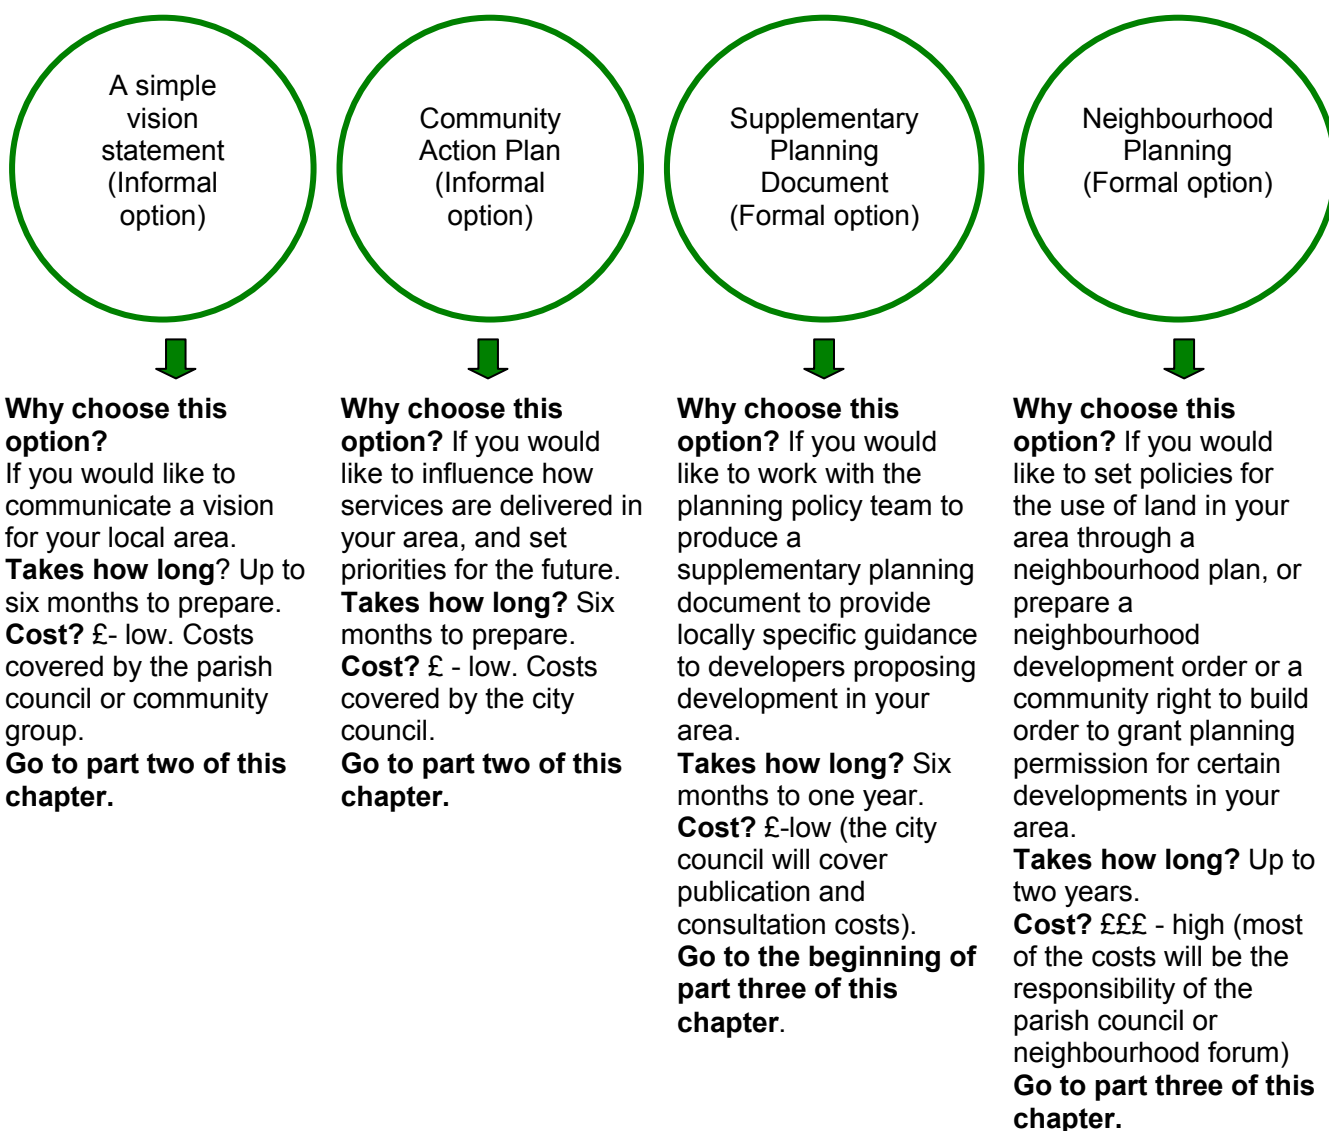 A simple
vision
statement
(Informal
option)
Community
Action Plan
(Informal
option)
Supplementary
Planning
Document
(Formal option)
Neighbourhood
Planning
(Formal option)
Why choose this
option?
If you would like to
communicate a vision
for your local area.
Takes how long? Up to
six months to prepare.
Cost? £- low. Costs
covered by the parish
council or community
group.
Go to part two of this
chapter.
Why choose this
option? If you would
like to influence how
services are delivered in
your area, and set
priorities for the future.
Takes how long? Six
months to prepare.
Cost? £ - low. Costs
covered by the city
council.
Go to part two of this
chapter.
Why choose this
option? If you would
like to work with the
planning policy team to
produce a
supplementary planning
document to provide
locally specific guidance
to developers proposing
development in your
area.
Takes how long? Six
months to one year.
Cost? £-low (the city
council will cover
publication and
consultation costs).
Go to the beginning of
part three of this
chapter.
Why choose this
option? If you would
like to set policies for
the use of land in your
area through a
neighbourhood plan, or
prepare a
neighbourhood
development order or a
community right to build
order to grant planning
permission for certain
developments in your
area.
Takes how long? Up to
two years.
Cost? £££ - high (most
of the costs will be the
responsibility of the
parish council or
neighbourhood forum)
Go to part three of this
chapter.